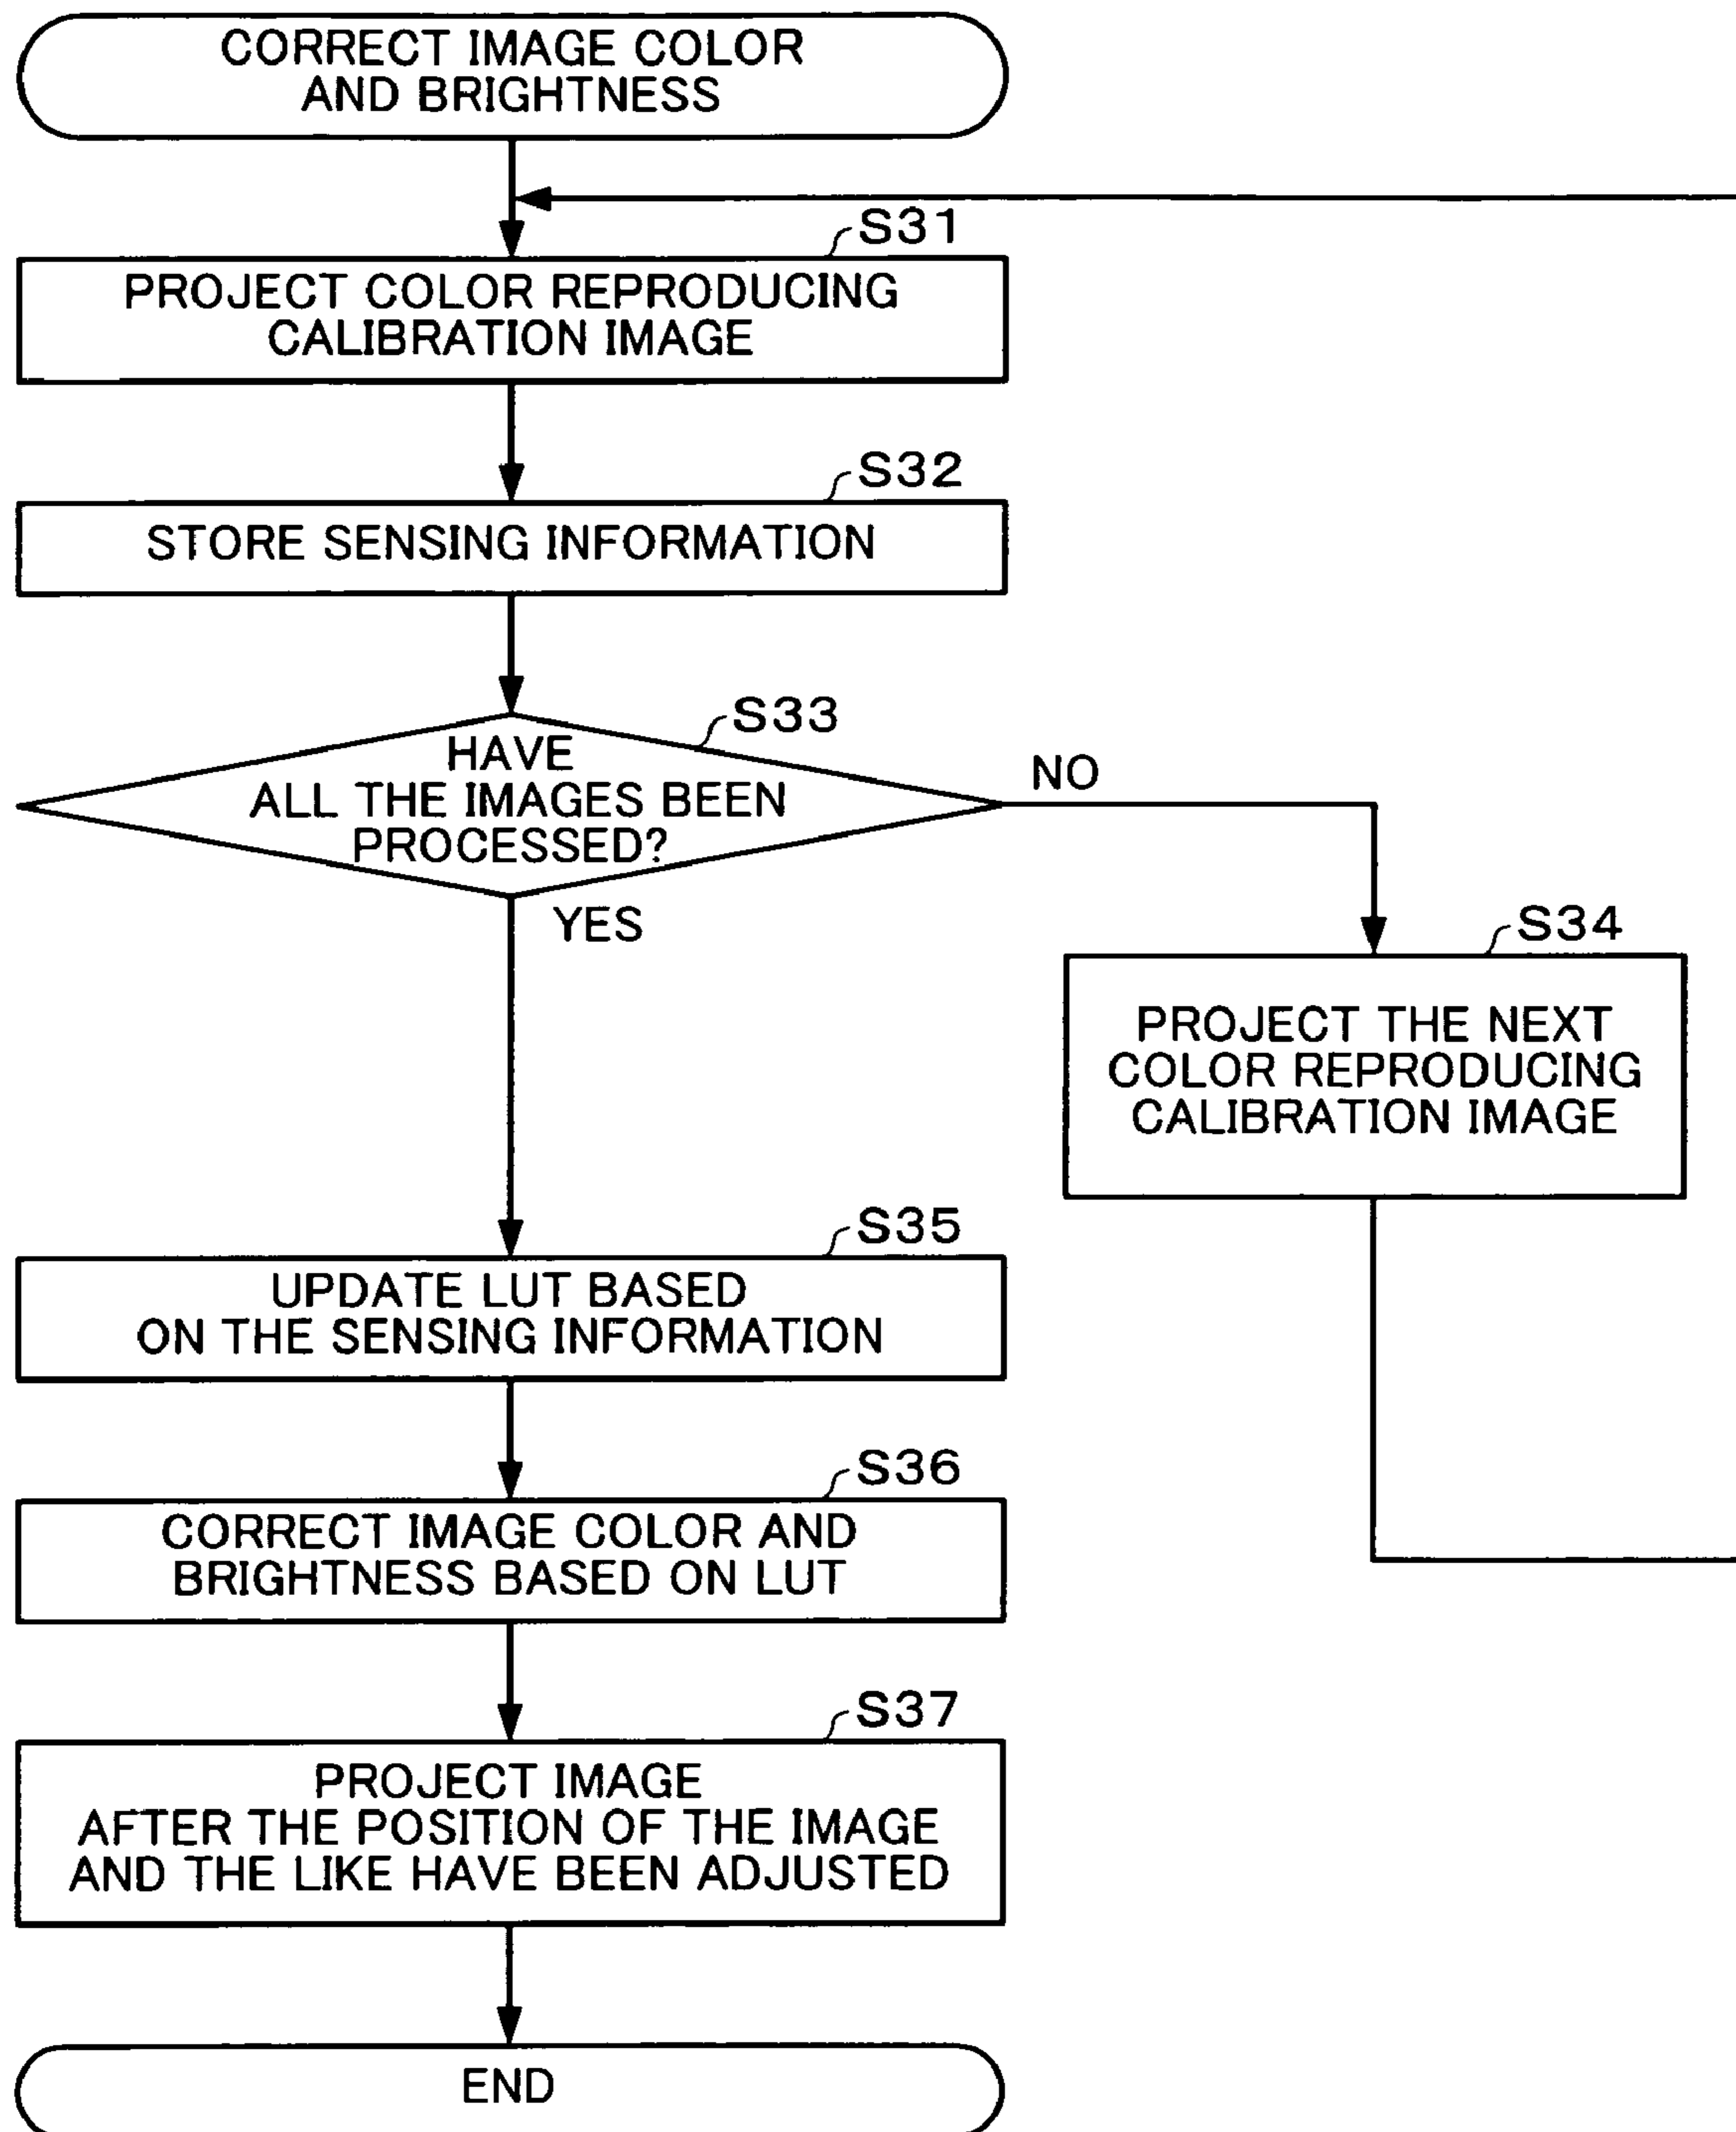 CORRECT IMAGE COLOR
AND BRIGHTNESS
S31
PROJECT COLOR REPRODUCING
CALIBRATION IMAGE
S32
STORE SENSING INFORMATION
S33
HAVE
ALL THE IMAGES BEEN
PROCESSED?
NO
YES
S34
PROJECT THE NEXT
COLOR REPRODUCING
CALIBRATION IMAGE
S35
UPDATE LUT BASED
ON THE SENSING INFORMATION
S36
CORRECT IMAGE COLOR AND
BRIGHTNESS BASED ON LUT
S37
PROJECT IMAGE
AFTER THE POSITION OF THE IMAGE
AND THE LIKE HAVE BEEN ADJUSTED
END